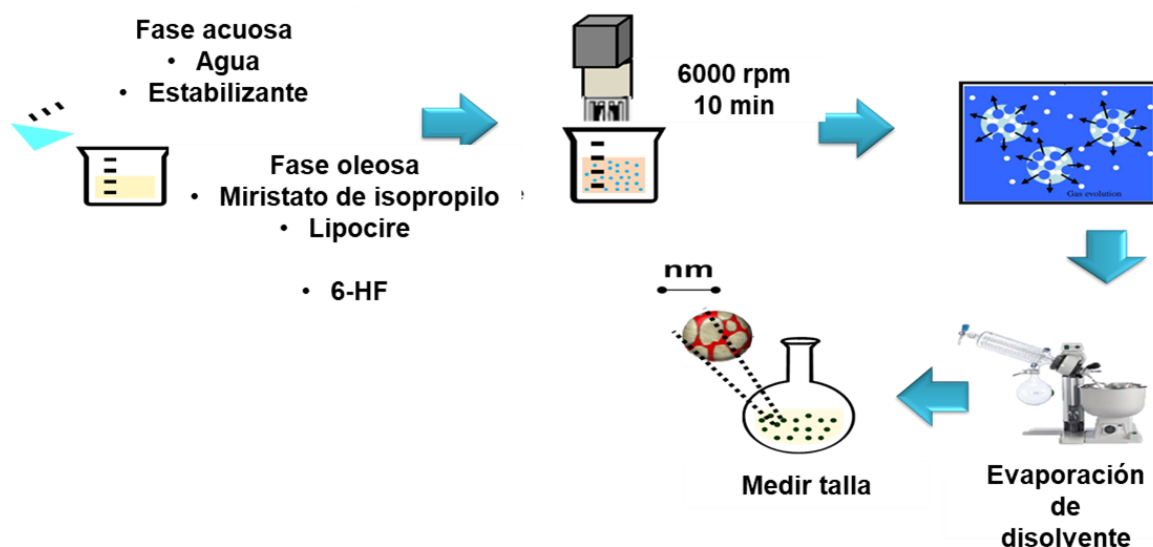 Fase acuosa
• Agua
• Estabilizante
Fase oleosa
• Miristato de isopropilo
• Lipocire
• 6-HF
6000 rpm
10 min
Gas evolution
nm
Medir talla
Evaporación
de
disolvente